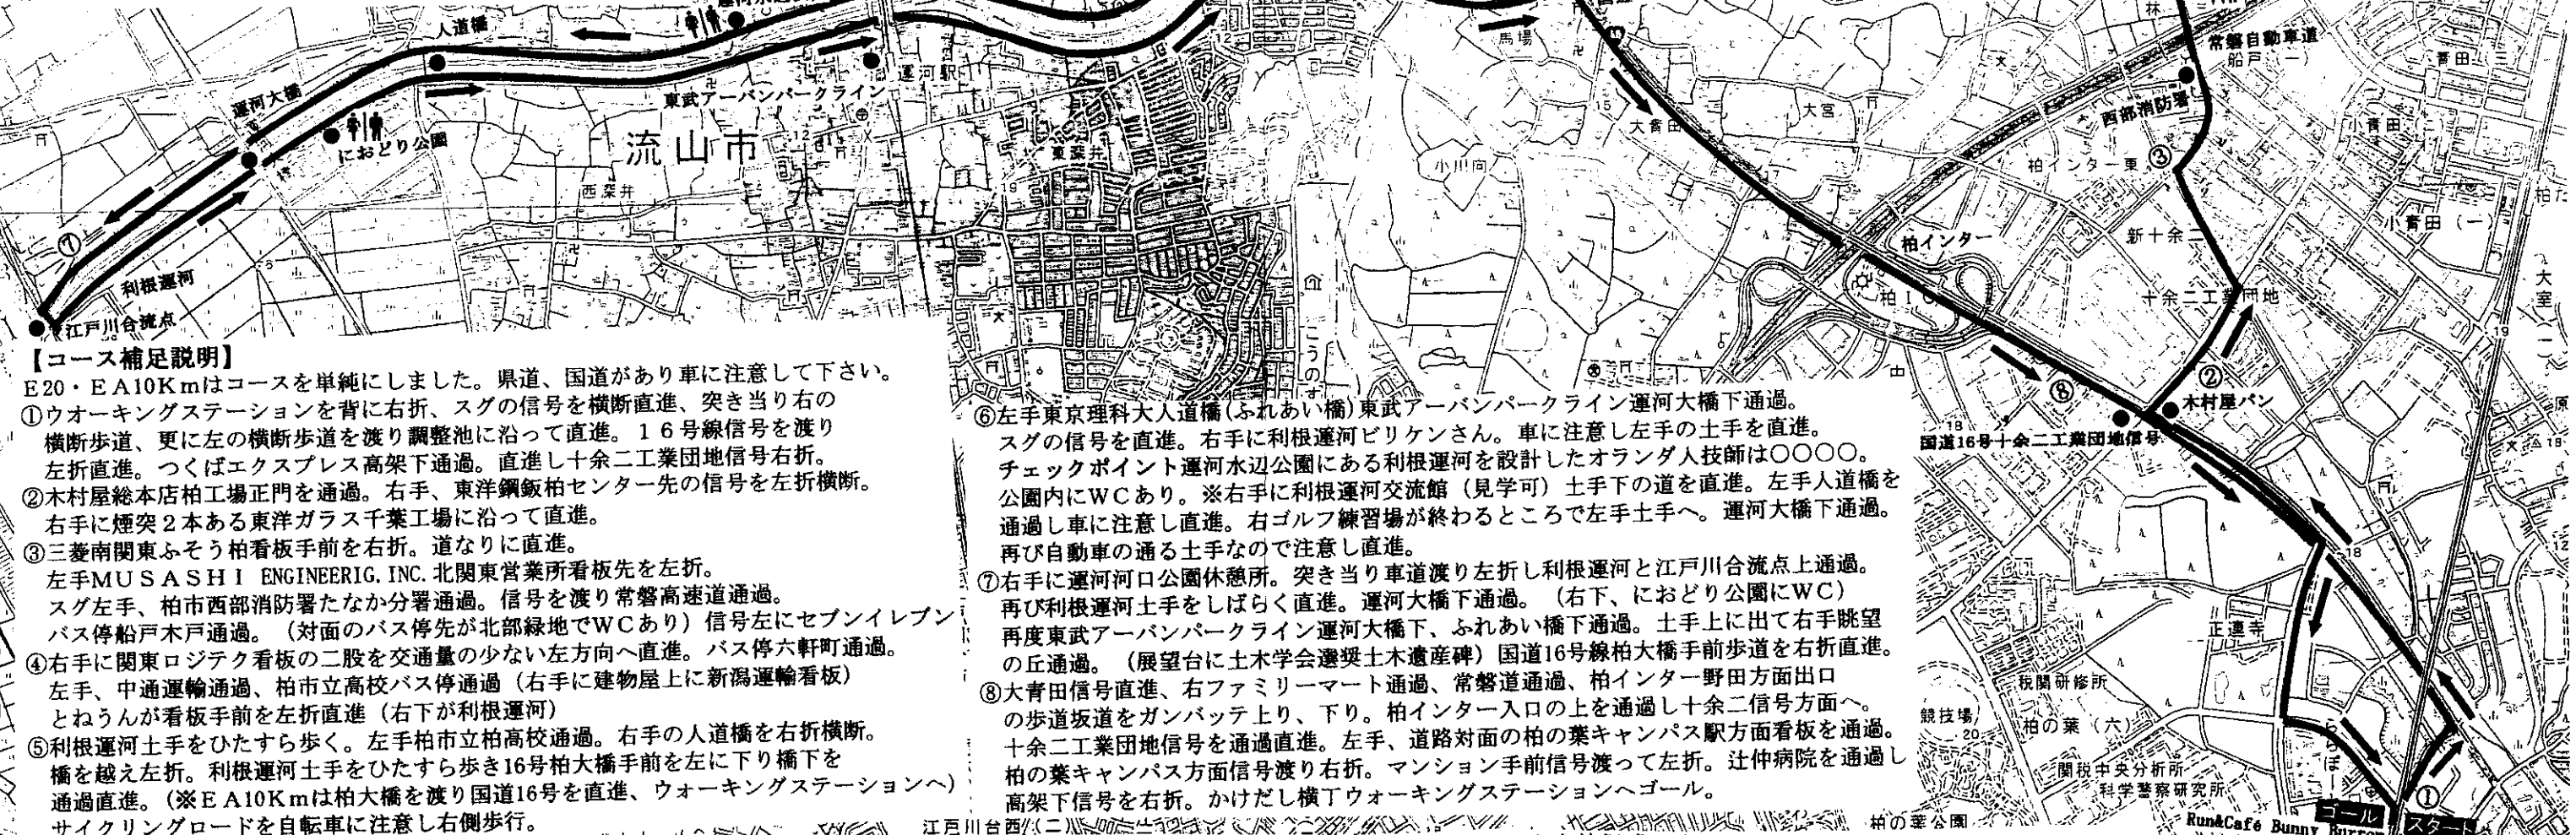 人道橋
運河大橋
におどり公園
東武アーバンパークライン
運河駅
流山市
西深井
東深井
利根運河
江戸川合流点
⑦
馬場
大青田
大宮
小川向
柏インター
柏ＩＣ
林
常磐自動車道
船戸（一）
青田
西部消防署
小青田
③
柏インター東
小青田（一）
新十余二
十余二工業団地
大室
②
木村屋パン
⑧
国道16号十余二工業団地信号
正連寺
税関研修所
競技場
柏の葉（六）
関税中央分析所
科学警察研究所
ららぽー
①
ゴール
スタート
Run&Café Bunny Burrow
柏の葉公園
江戸川台西（二）
こうのす
【コース補足説明】
E20・EA10Kmはコースを単純にしました。県道、国道があり車に注意して下さい。
①ウオーキングステーションを背に右折、スグの信号を横断直進、突き当り右の
横断歩道、更に左の横断歩道を渡り調整池に沿って直進。１６号線信号を渡り
左折直進。つくばエクスプレス高架下通過。直進し十余二工業団地信号右折。
②木村屋総本店柏工場正門を通過。右手、東洋鋼鈑柏センター先の信号を左折横断。
右手に煙突２本ある東洋ガラス千葉工場に沿って直進。
③三菱南関東ふそう柏看板手前を右折。道なりに直進。
左手ＭＵＳＡＳＨＩ ENGINEERIG.INC.北関東営業所看板先を左折。
スグ左手、柏市西部消防署たなか分署通過。信号を渡り常磐高速道通過。
バス停船戸木戸通過。（対面のバス停先が北部緑地でWCあり）信号左にセブンイレブン
④右手に関東ロジテク看板の二股を交通量の少ない左方向へ直進。バス停六軒町通過。
左手、中通運輸通過、柏市立高校バス停通過（右手に建物屋上に新潟運輸看板）
とねうんが看板手前を左折直進（右下が利根運河）
⑤利根運河土手をひたすら歩く。左手柏市立柏高校通過。右手の人道橋を右折横断。
橋を越え左折。利根運河土手をひたすら歩き16号柏大橋手前を左に下り橋下を
通過直進。（※ＥＡ10Kmは柏大橋を渡り国道16号を直進、ウォーキングステーションへ）
サイクリングロードを自転車に注意し右側歩行。
⑥左手東京理科大人道橋(ふれあい橋)東武アーバンパークライン運河大橋下通過。
スグの信号を直進。右手に利根運河ビリケンさん。車に注意し左手の土手を直進。
チェックポイント運河水辺公園にある利根運河を設計したオランダ人技師は〇〇〇〇。
公園内にWCあり。※右手に利根運河交流館（見学可）土手下の道を直進。左手人道橋を
通過し車に注意し直進。右ゴルフ練習場が終わるところで左手土手へ。運河大橋下通過。
再び自動車の通る土手なので注意し直進。
⑦右手に運河河口公園休憩所。突き当り車道渡り左折し利根運河と江戸川合流点上通過。
再び利根運河土手をしばらく直進。運河大橋下通過。（右下、におどり公園にWC）
再度東武アーバンパークライン運河大橋下、ふれあい橋下通過。土手上に出て右手眺望
の丘通過。（展望台に土木学会選奨土木遺産碑）国道16号線柏大橋手前歩道を右折直進。
⑧大青田信号直進、右ファミリーマート通過、常磐道通過、柏インター野田方面出口
の歩道坂道をガンバッテ上り、下り。柏インター入口の上を通過し十余二信号方面へ。
十余二工業団地信号を通過直進。左手、道路対面の柏の葉キャンパス駅方面看板を通過。
柏の葉キャンパス方面信号渡り右折。マンション手前信号渡って左折。辻仲病院を通過し
高架下信号を右折。かけだし横丁ウォーキングステーションへゴール。